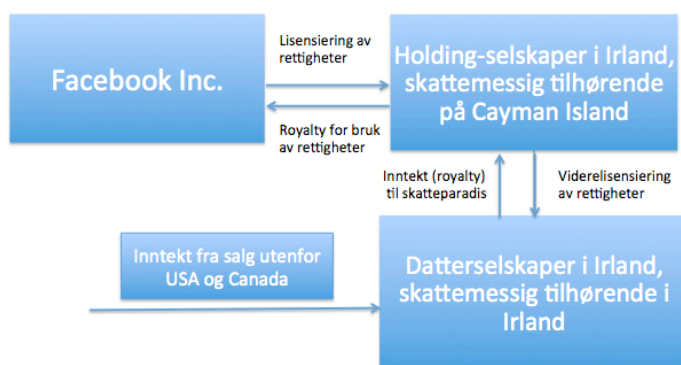 Facebook Inc.
Lisensiering av
rettigheter
Royalty for bruk
av rettigheter
Holding-selskaper i Irland,
skattemessig tilhørende
på Cayman Island
Inntekt (royalty)
til skatteparadis
Viderelisensiering
av rettigheter
Inntekt fra salg utenfor
USA og Canada
Datterselskaper i Irland,
skattemessig tilhørende i
Irland